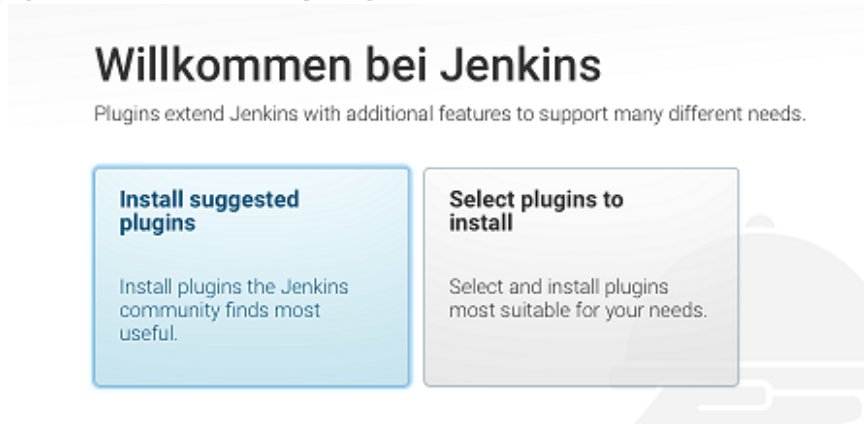 Willkommen bei Jenkins
Plugins extend Jenkins with additional features to support many different needs.
Install suggested
plugins
Install plugins the Jenkins
community finds most
useful.
Select plugins to
install
Select and install plugins
most suitable for your needs.